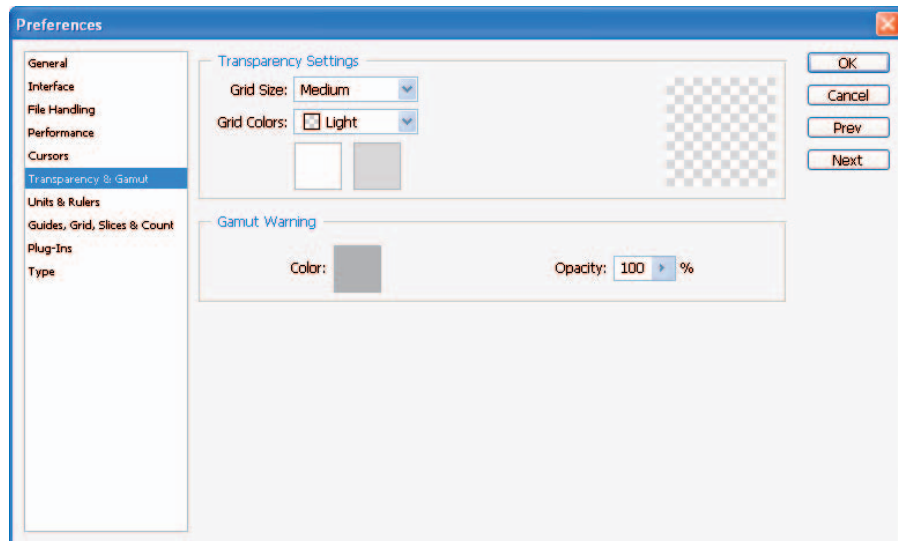 Preferences
General
Interface
File Handling
Performance
Cursors
Transparency & Gamut
Units & Rulers
Guides, Grid, Slices & Count
Plug-Ins
Type
Transparency Settings
Grid Size: Medium
Grid Colors: Light
Gamut Warning
Color:
Opacity: 100 %
OK
Cancel
Prev
Next